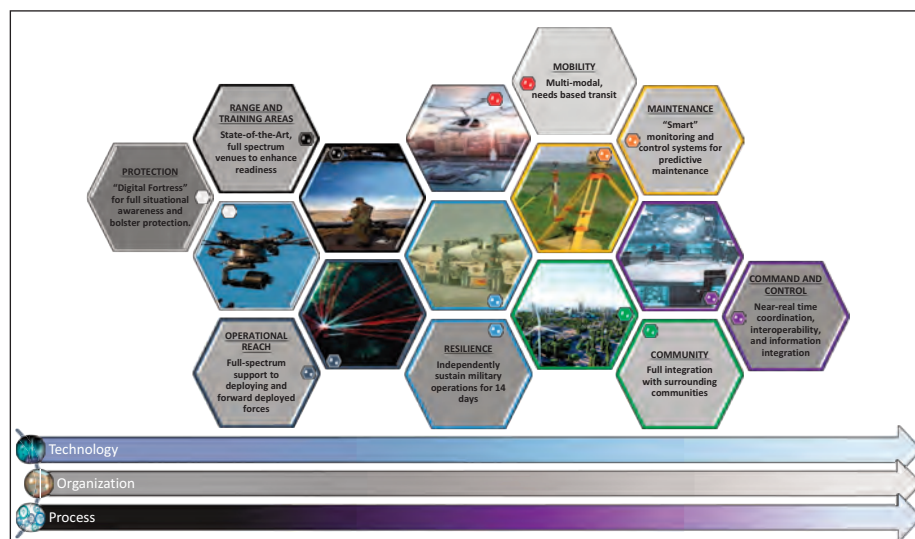 MOBILITY
Multi-modal,
needs based transit
RANGE AND
TRAINING AREAS
State-of-the-Art,
full spectrum
venues to enhance
readiness
MAINTENANCE
"Smart"
monitoring and
control systems for
predictive
maintenance
PROTECTION
"Digital Fortress"
for full situational
awareness and
bolster protection.
COMMAND AND
CONTROL
Near-real time
coordination,
interoperability,
and information
integration
OPERATIONAL
REACH
Full-spectrum
support to
deploying and
forward deployed
forces
RESILIENCE
Independently
sustain military
operations for 14
days
COMMUNITY
Full integration
with surrounding
communities
Technology
Organization
Process